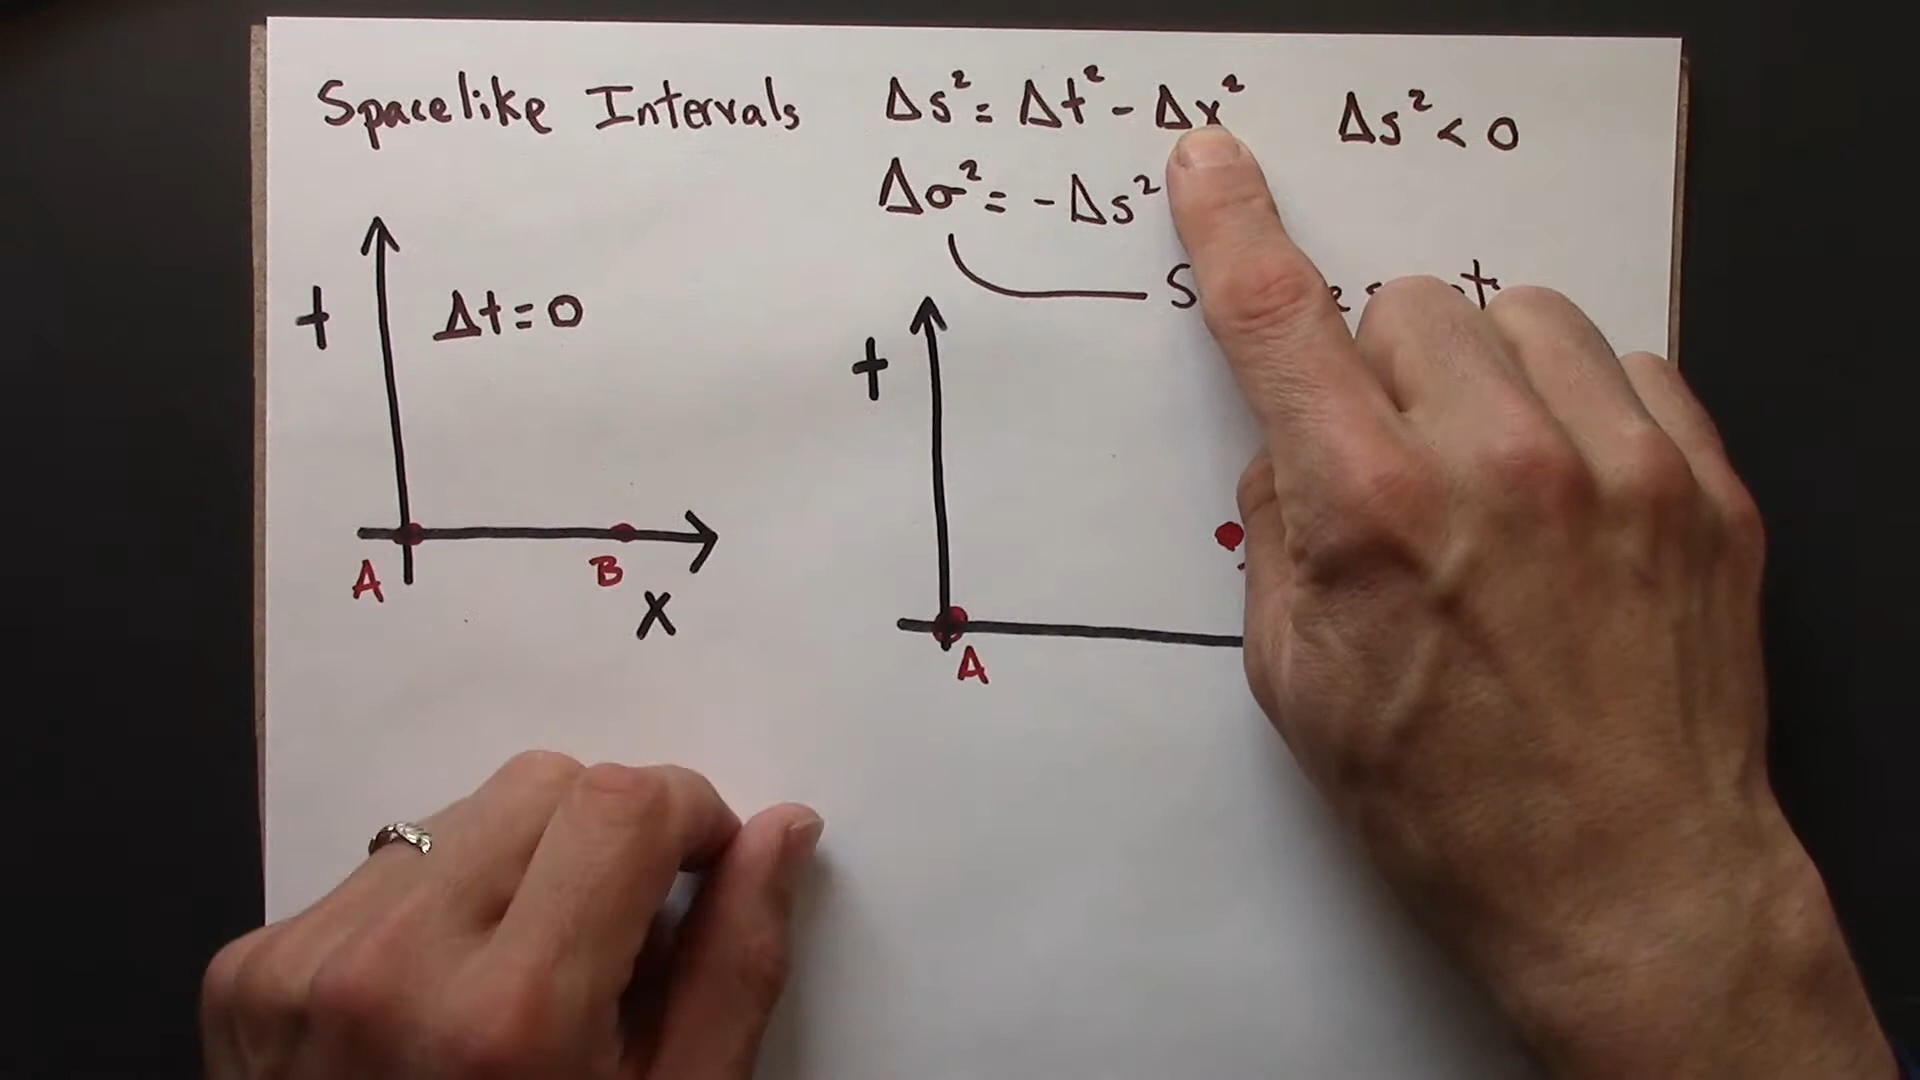 Spacelike Intervals Δs² = Δt² - Δx² Δs² < 0
Δσ² = -Δs²
t
Δt = 0
A
B
x
t
A